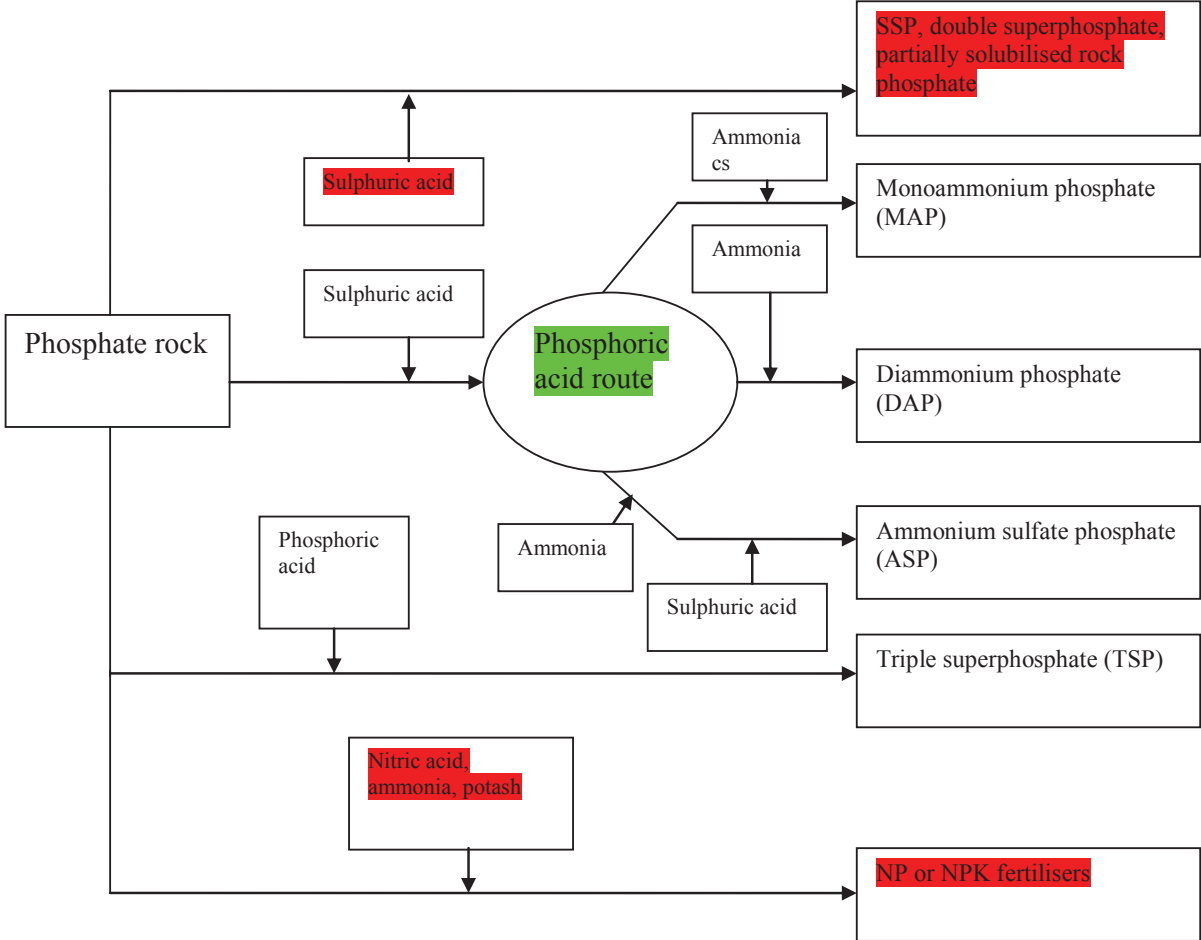 SSP, double superphosphate,
partially solubilised rock
phosphate
Ammonia
cs
Sulphuric acid
Monoammonium phosphate
(MAP)
Ammonia
Sulphuric acid
Phosphate rock
Phosphoric
acid route
Diammonium phosphate
(DAP)
Phosphoric
acid
Ammonia
Ammonium sulfate phosphate
(ASP)
Sulphuric acid
Triple superphosphate (TSP)
Nitric acid,
ammonia, potash
NP or NPK fertilisers